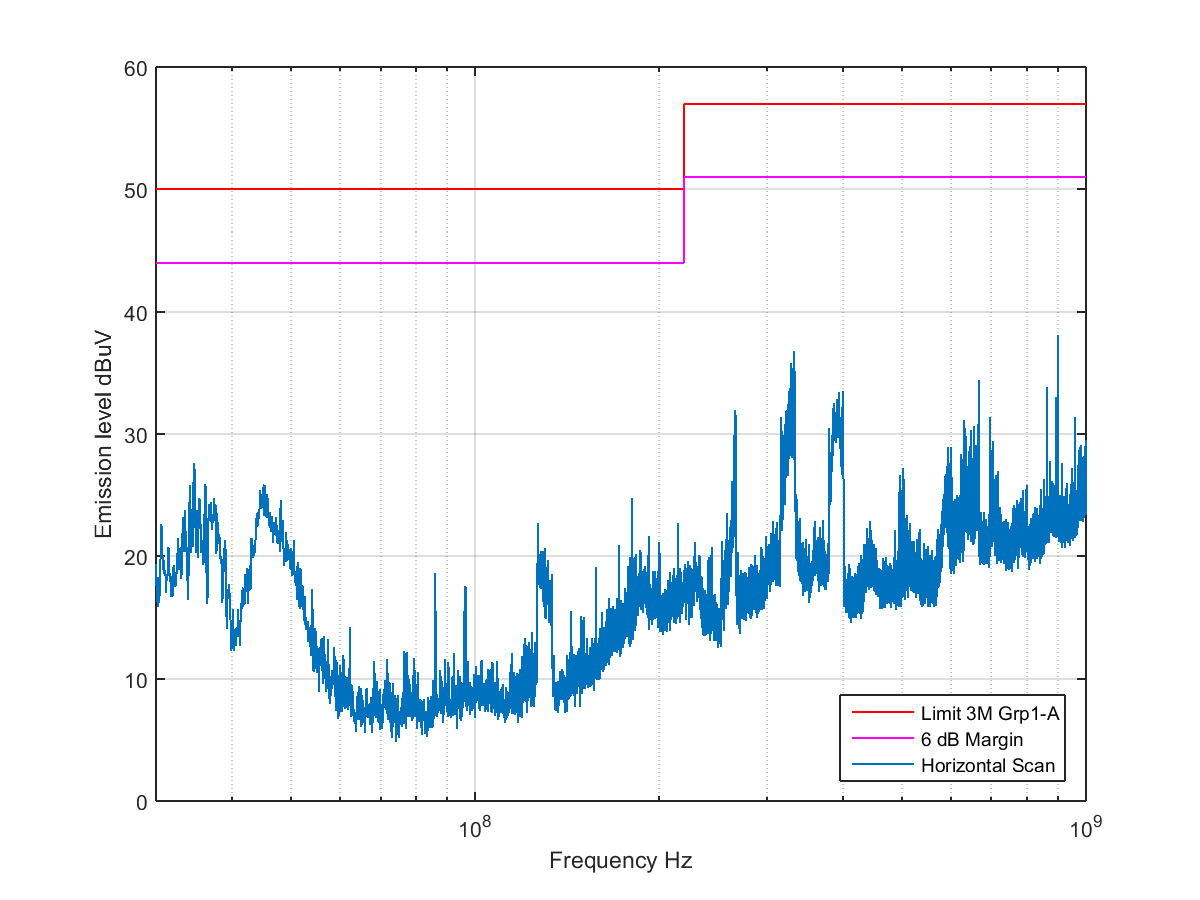 60
50
40
30
20
10
0
Emission level dBuV
10^8
10^9
Frequency Hz
Limit 3M Grp1-A
6 dB Margin
Horizontal Scan